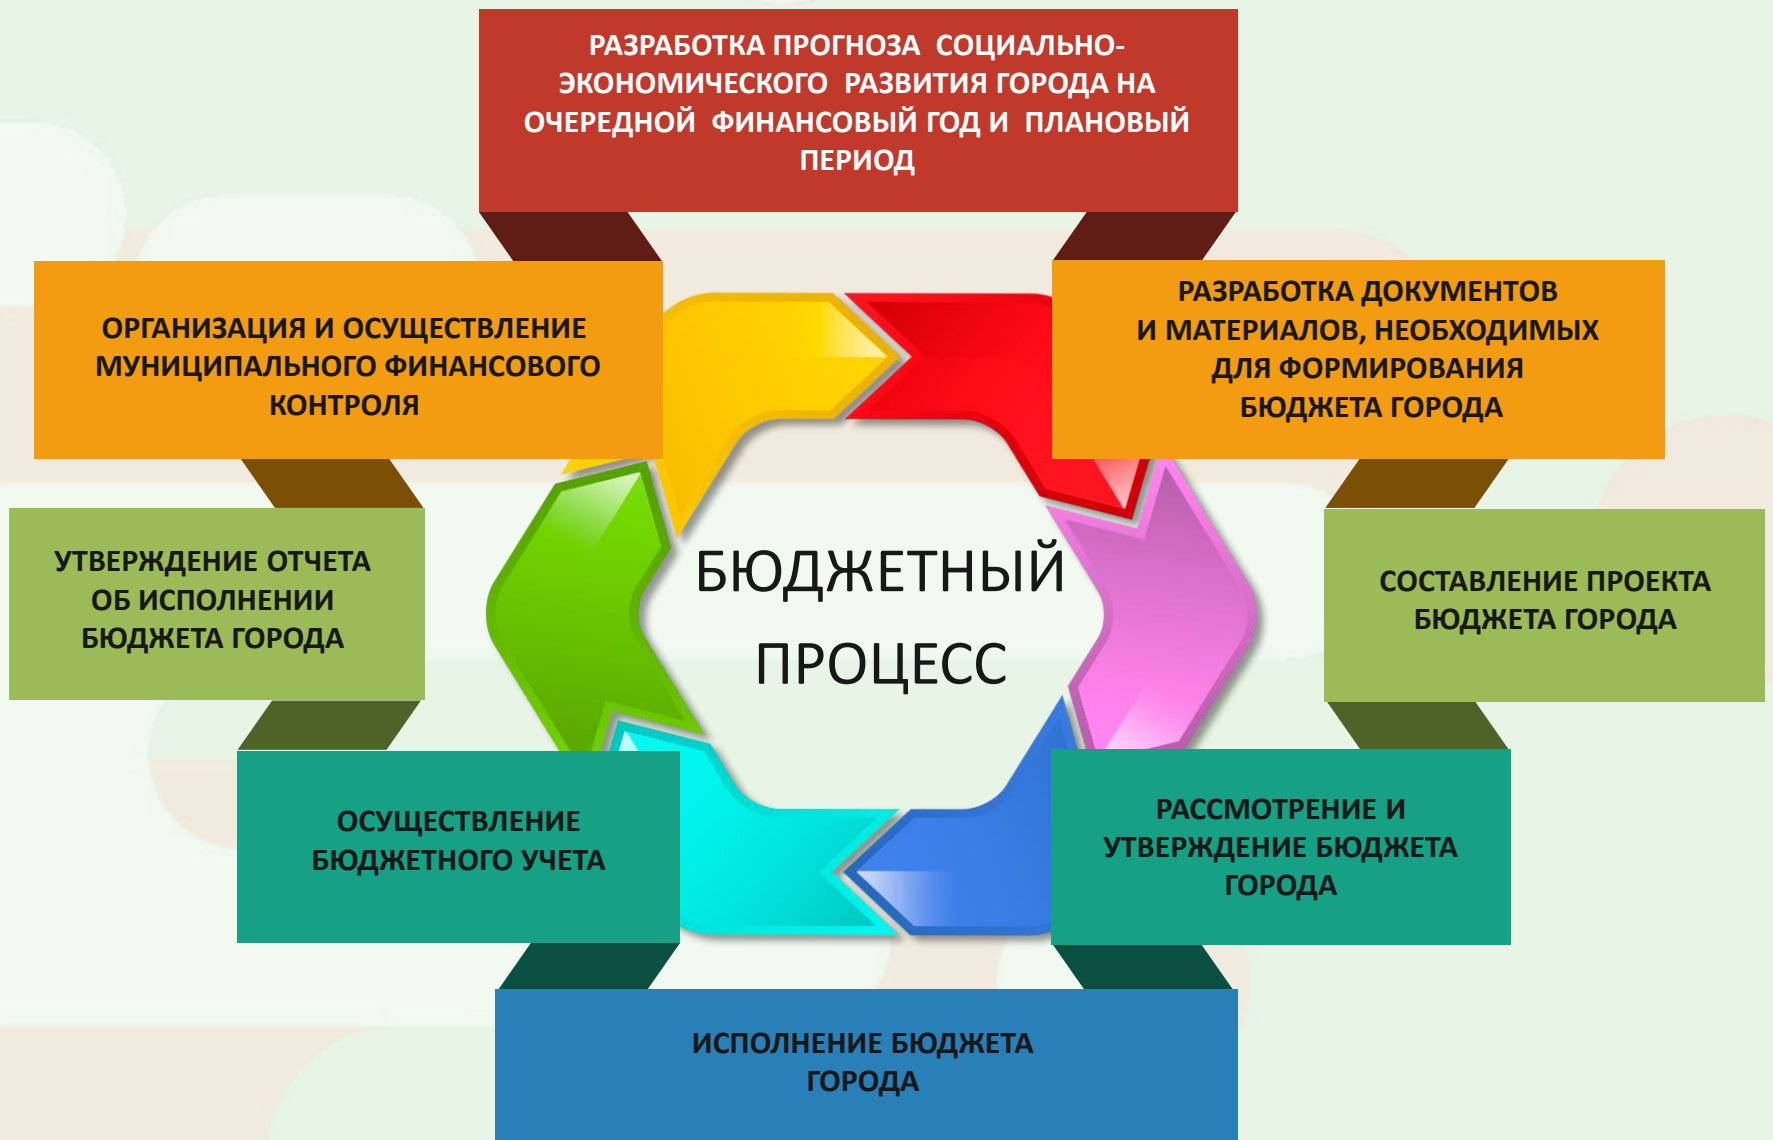 РАЗРАБОТКА ПРОГНОЗА СОЦИАЛЬНО-
ЭКОНОМИЧЕСКОГО РАЗВИТИЯ ГОРОДА НА
ОЧЕРЕДНОЙ ФИНАНСОВЫЙ ГОД И ПЛАНОВЫЙ
ПЕРИОД
ОРГАНИЗАЦИЯ И ОСУЩЕСТВЛЕНИЕ
МУНИЦИПАЛЬНОГО ФИНАНСОВОГО
КОНТРОЛЯ
РАЗРАБОТКА ДОКУМЕНТОВ
И МАТЕРИАЛОВ, НЕОБХОДИМЫХ
ДЛЯ ФОРМИРОВАНИЯ
БЮДЖЕТА ГОРОДА
УТВЕРЖДЕНИЕ ОТЧЕТА
ОБ ИСПОЛНЕНИИ
БЮДЖЕТА ГОРОДА
БЮДЖЕТНЫЙ
ПРОЦЕСС
СОСТАВЛЕНИЕ ПРОЕКТА
БЮДЖЕТА ГОРОДА
ОСУЩЕСТВЛЕНИЕ
БЮДЖЕТНОГО УЧЕТА
РАССМОТРЕНИЕ И
УТВЕРЖДЕНИЕ БЮДЖЕТА
ГОРОДА
ИСПОЛНЕНИЕ БЮДЖЕТА
ГОРОДА